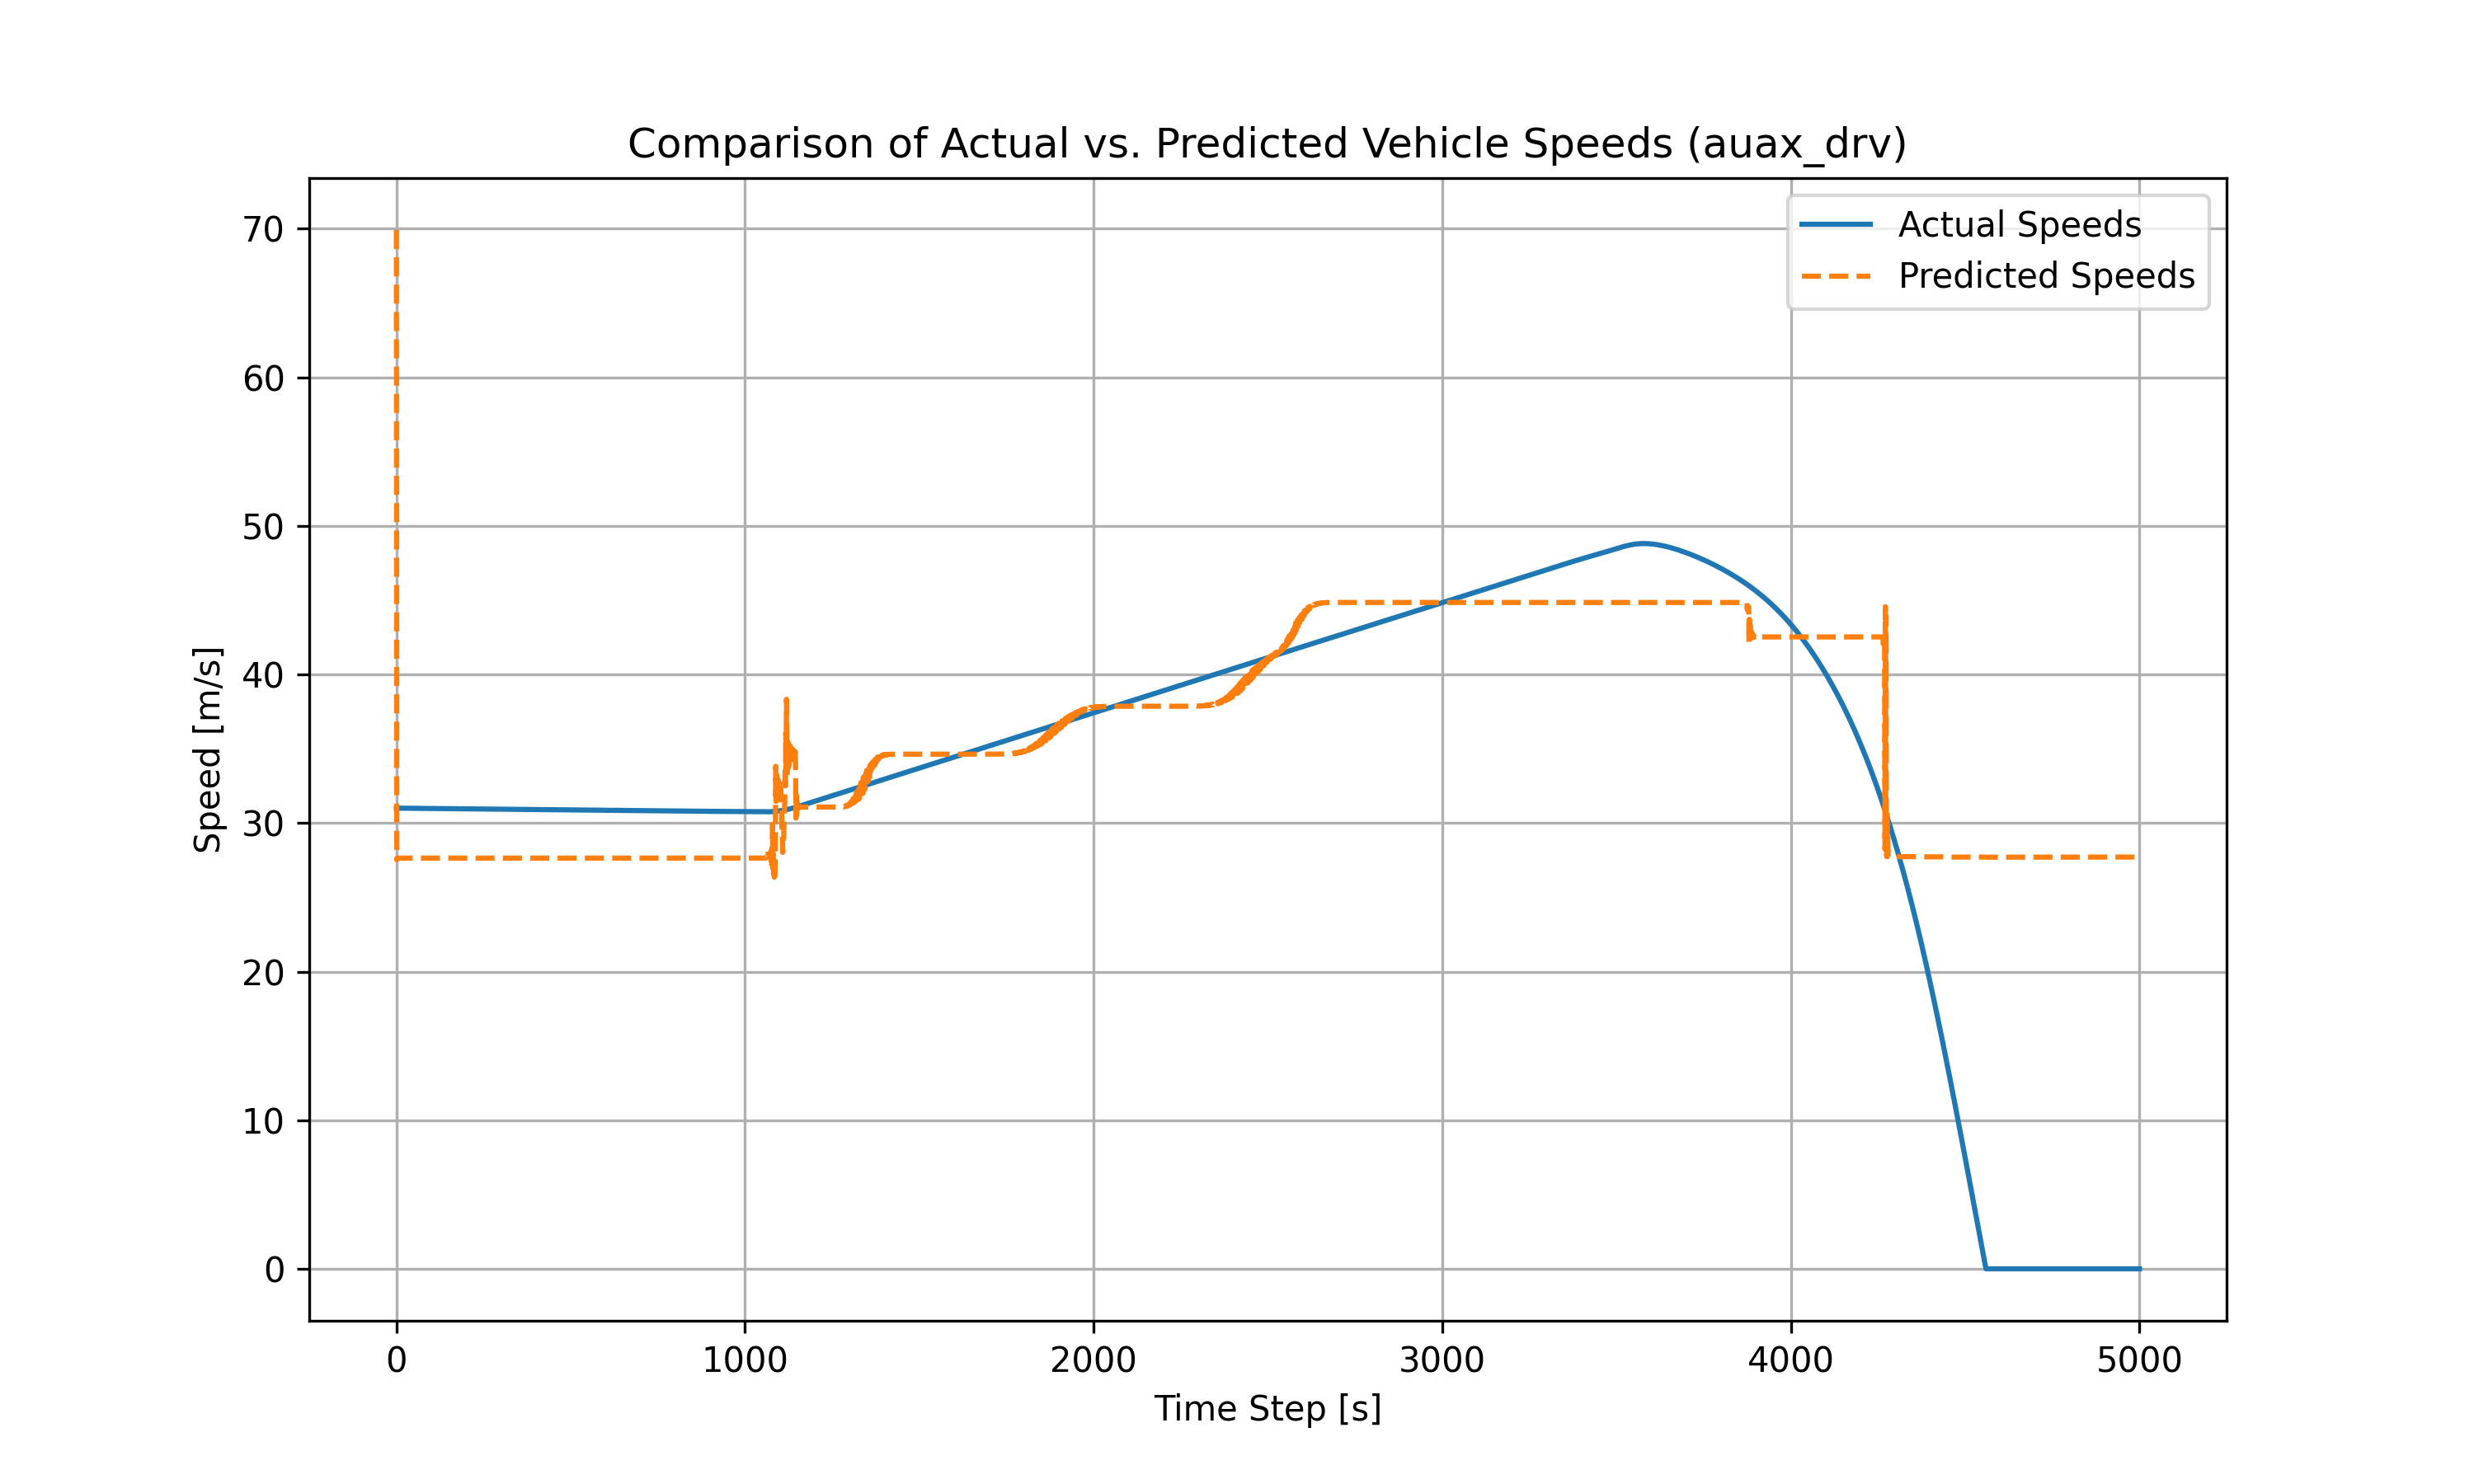 Comparison of Actual vs. Predicted Vehicle Speeds (auax_drv)
Actual Speeds
Predicted Speeds
Speed [m/s]
70
60
50
40
30
20
10
0
0 1000 2000 3000 4000 5000
Time Step [s]